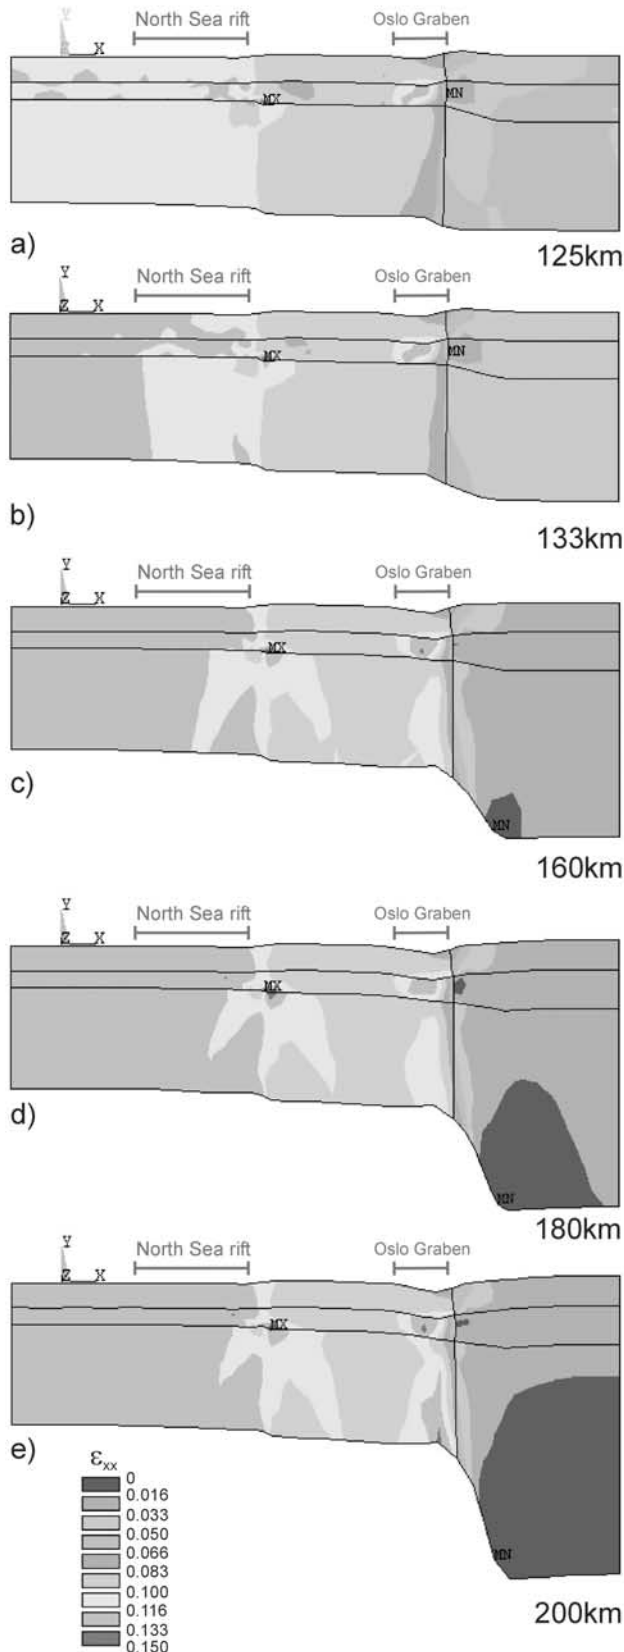 North Sea rift Oslo Graben
Y
X
MX MN
a)
125km
North Sea rift Oslo Graben
Y
Z X
MX MN
b)
133km
North Sea rift Oslo Graben
Y
Z X
MX
MN
c)
160km
North Sea rift Oslo Graben
Y
Z X
MX
MN
d)
180km
North Sea rift Oslo Graben
Y
Z X
MX
e)
εxx
0
0.016
0.033
0.050
0.066
0.083
0.100
0.116
0.133
0.150
MN
200km